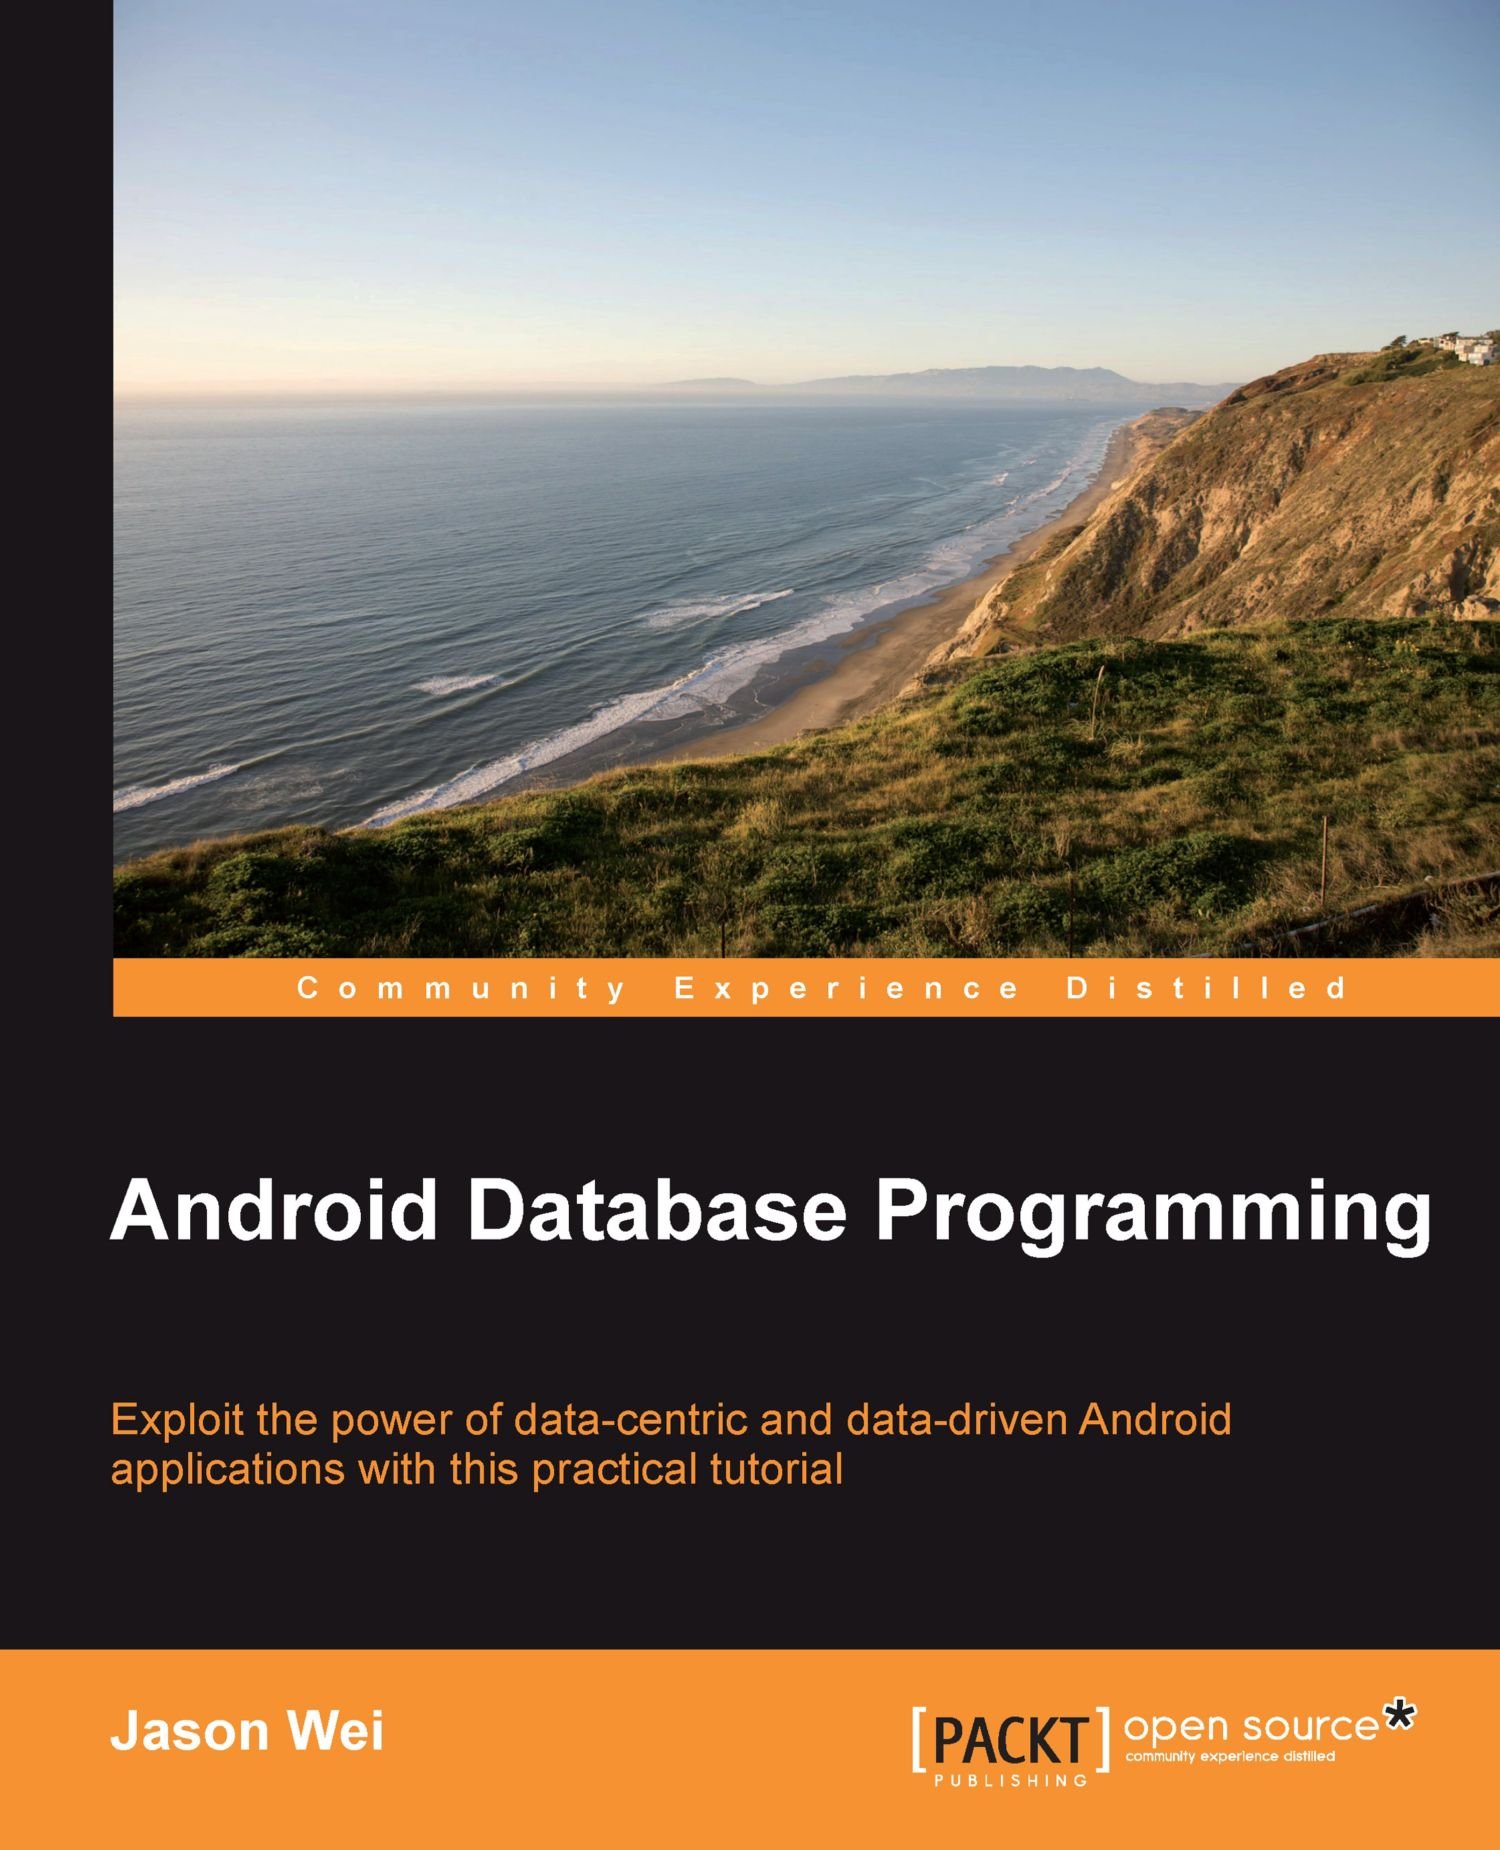 Community Experience Distilled
Android Database Programming
Exploit the power of data-centric and data-driven Android
applications with this practical tutorial
Jason Wei
[PACKT] open source*
community experience distilled
PUBLISHING